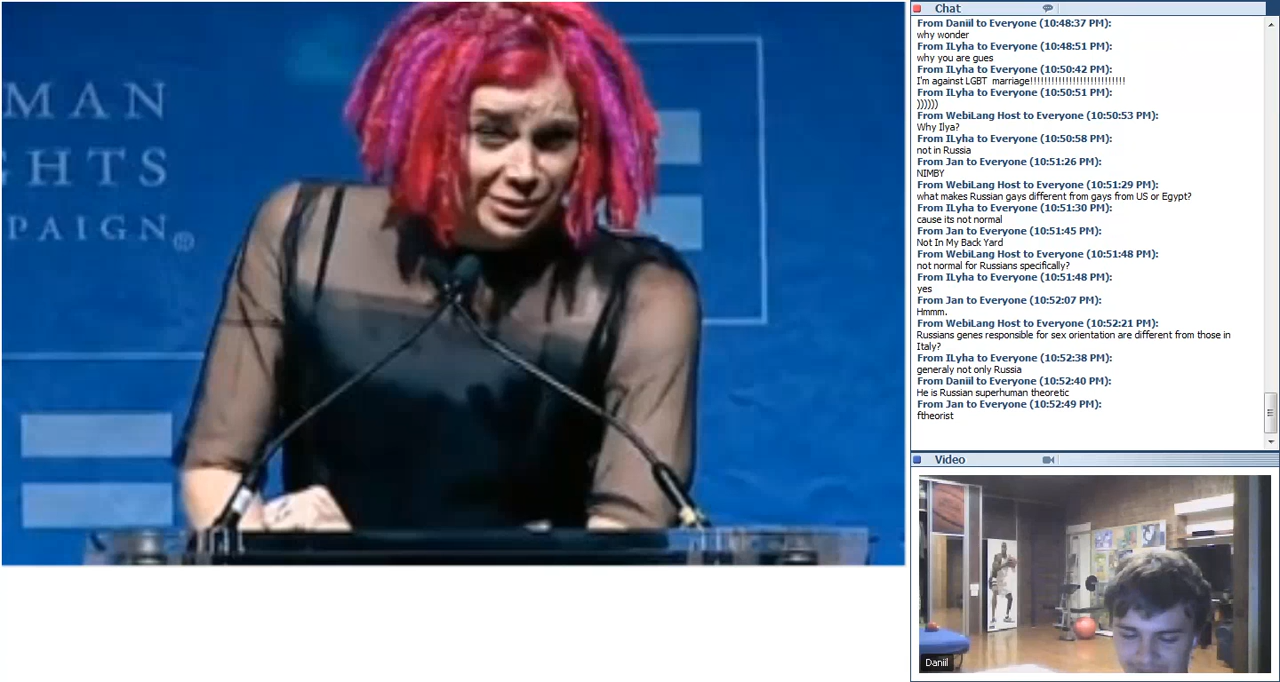 MAN
GHTS
PAIGN®
Chat
From Daniil to Everyone (10:48:37 PM):
why wonder
From ILyha to Everyone (10:48:51 PM):
why you are gues
From ILyha to Everyone (10:50:42 PM):
I'm against LGBT marriage!!!!!!!!!!!!!!!!!!!!!!!!!!!
From ILyha to Everyone (10:50:51 PM):
))))))
From WebiLang Host to Everyone (10:50:53 PM):
Why Ilya?
From ILyha to Everyone (10:50:58 PM):
not in Russia
From Jan to Everyone (10:51:26 PM):
NIMBY
From WebiLang Host to Everyone (10:51:29 PM):
what makes Russian gays different from gays from US or Egypt?
From ILyha to Everyone (10:51:30 PM):
cause its not normal
From Jan to Everyone (10:51:45 PM):
Not In My Back Yard
From WebiLang Host to Everyone (10:51:48 PM):
not normal for Russians specifically?
From ILyha to Everyone (10:51:48 PM):
yes
From Jan to Everyone (10:52:07 PM):
Hmmm.
From WebiLang Host to Everyone (10:52:21 PM):
Russians genes responsible for sex orientation are different from those in
Italy?
From ILyha to Everyone (10:52:38 PM):
generaly not only Russia
From Daniil to Everyone (10:52:40 PM):
He is Russian superhuman theoretic
From Jan to Everyone (10:52:49 PM):
ftheorist
Video
Daniil